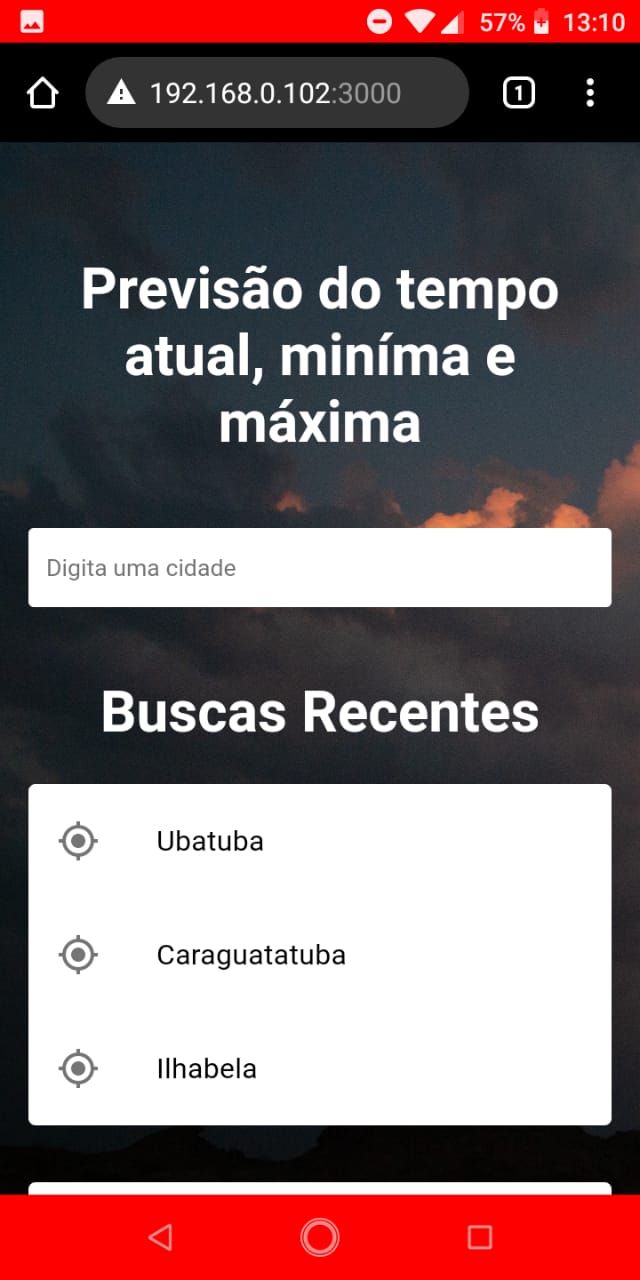 57% 13:10
192.168.0.102:3000 1
Previsão do tempo
atual, miníma e
máxima
Digita uma cidade
Buscas Recentes
Ubatuba
Caraguatatuba
Ilhabela